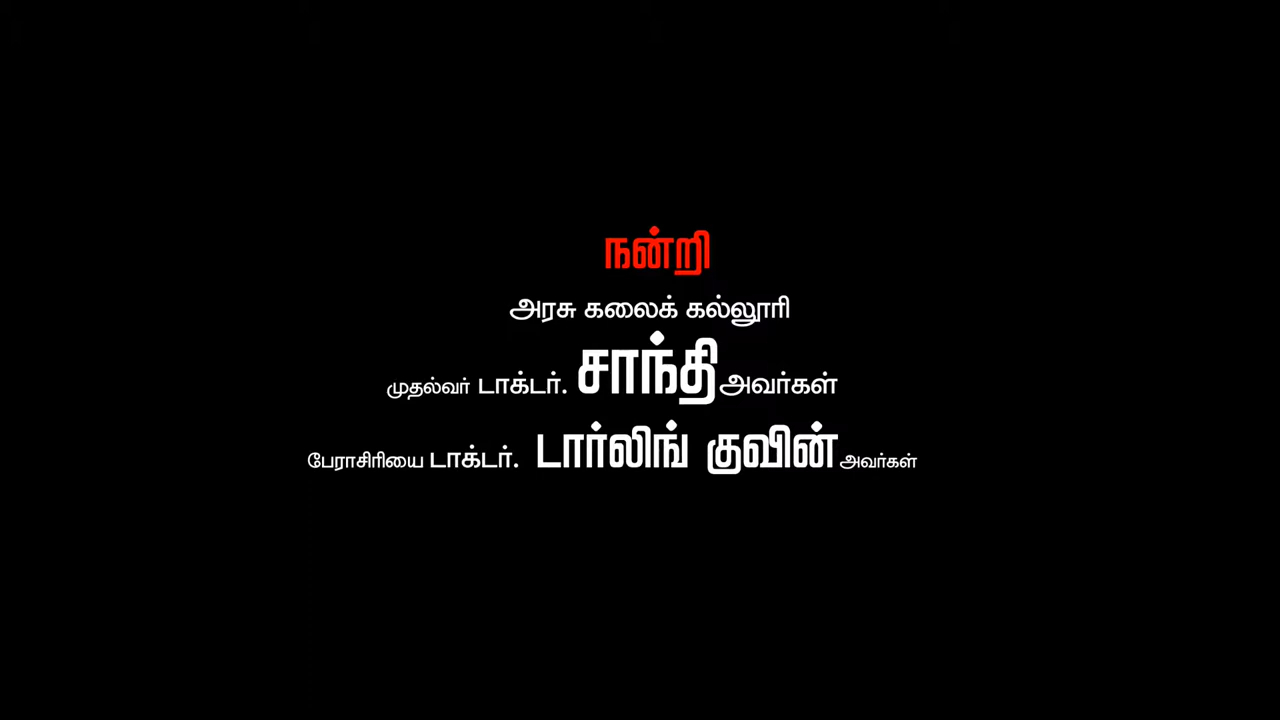 நன்றி
அரசு கலைக் கல்லூரி
முதல்வர் டாக்டர். சாந்தி அவர்கள்
பேராசிரியை டாக்டர். டார்லிங் குவின் அவர்கள்